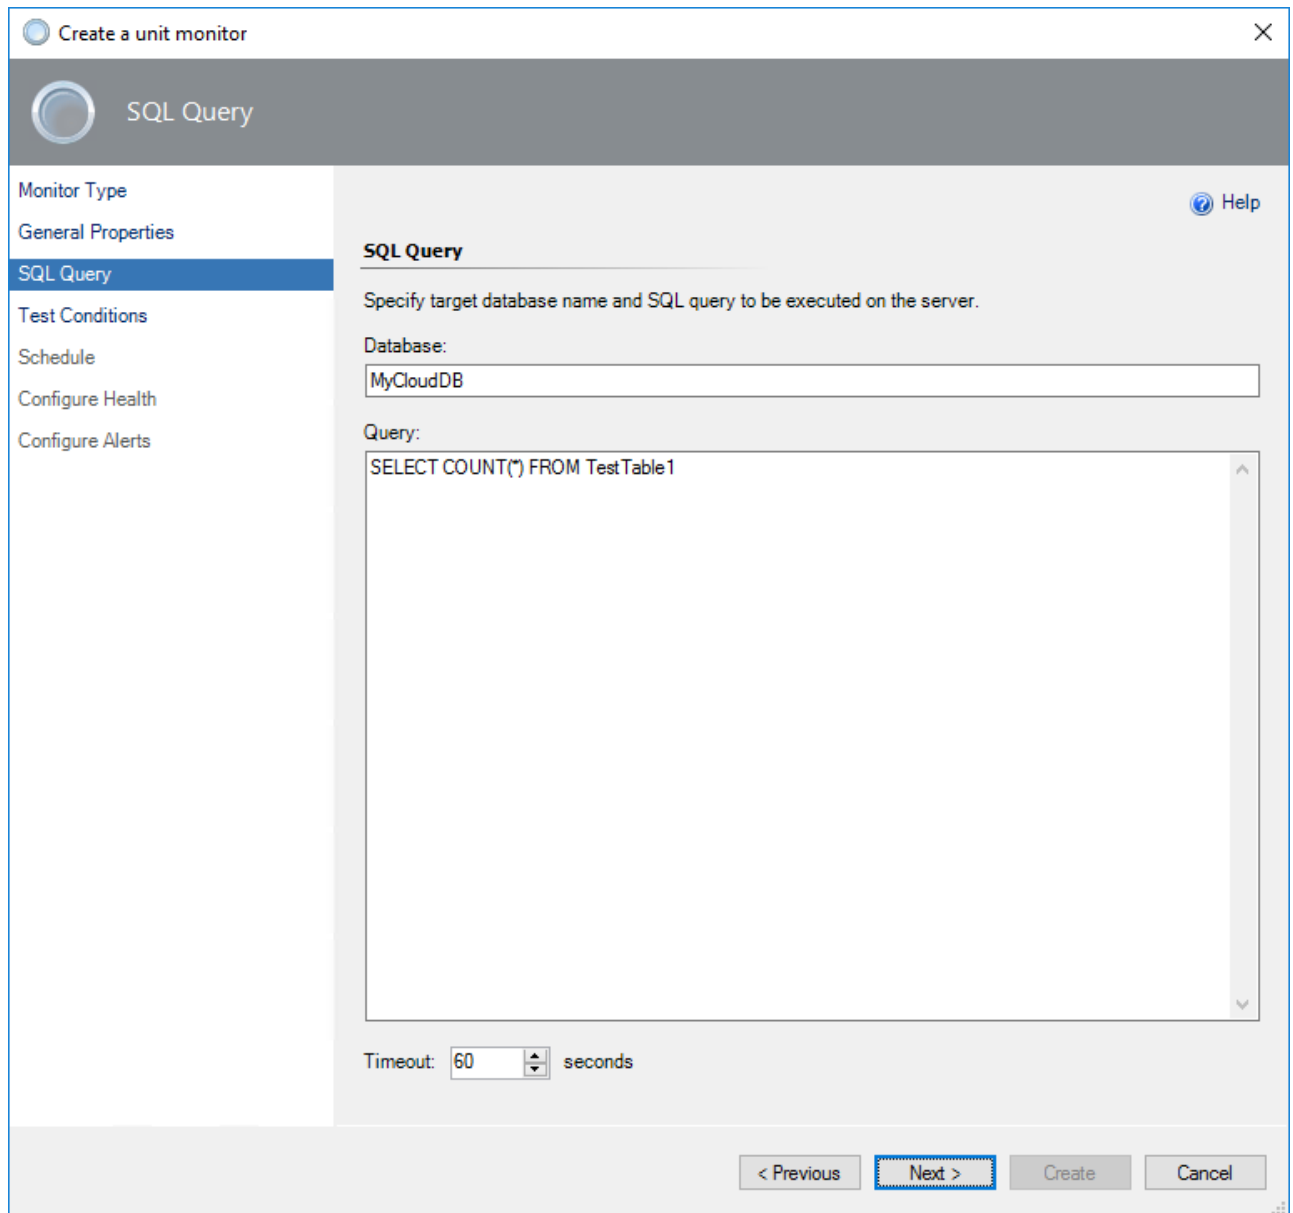 Create a unit monitor
SQL Query
Monitor Type
General Properties
SQL Query
Test Conditions
Schedule
Configure Health
Configure Alerts
Help
SQL Query
Specify target database name and SQL query to be executed on the server.
Database:
MyCloudDB
Query:
SELECT COUNT(*) FROM TestTable1
Timeout: 60 seconds
< Previous Next > Create Cancel